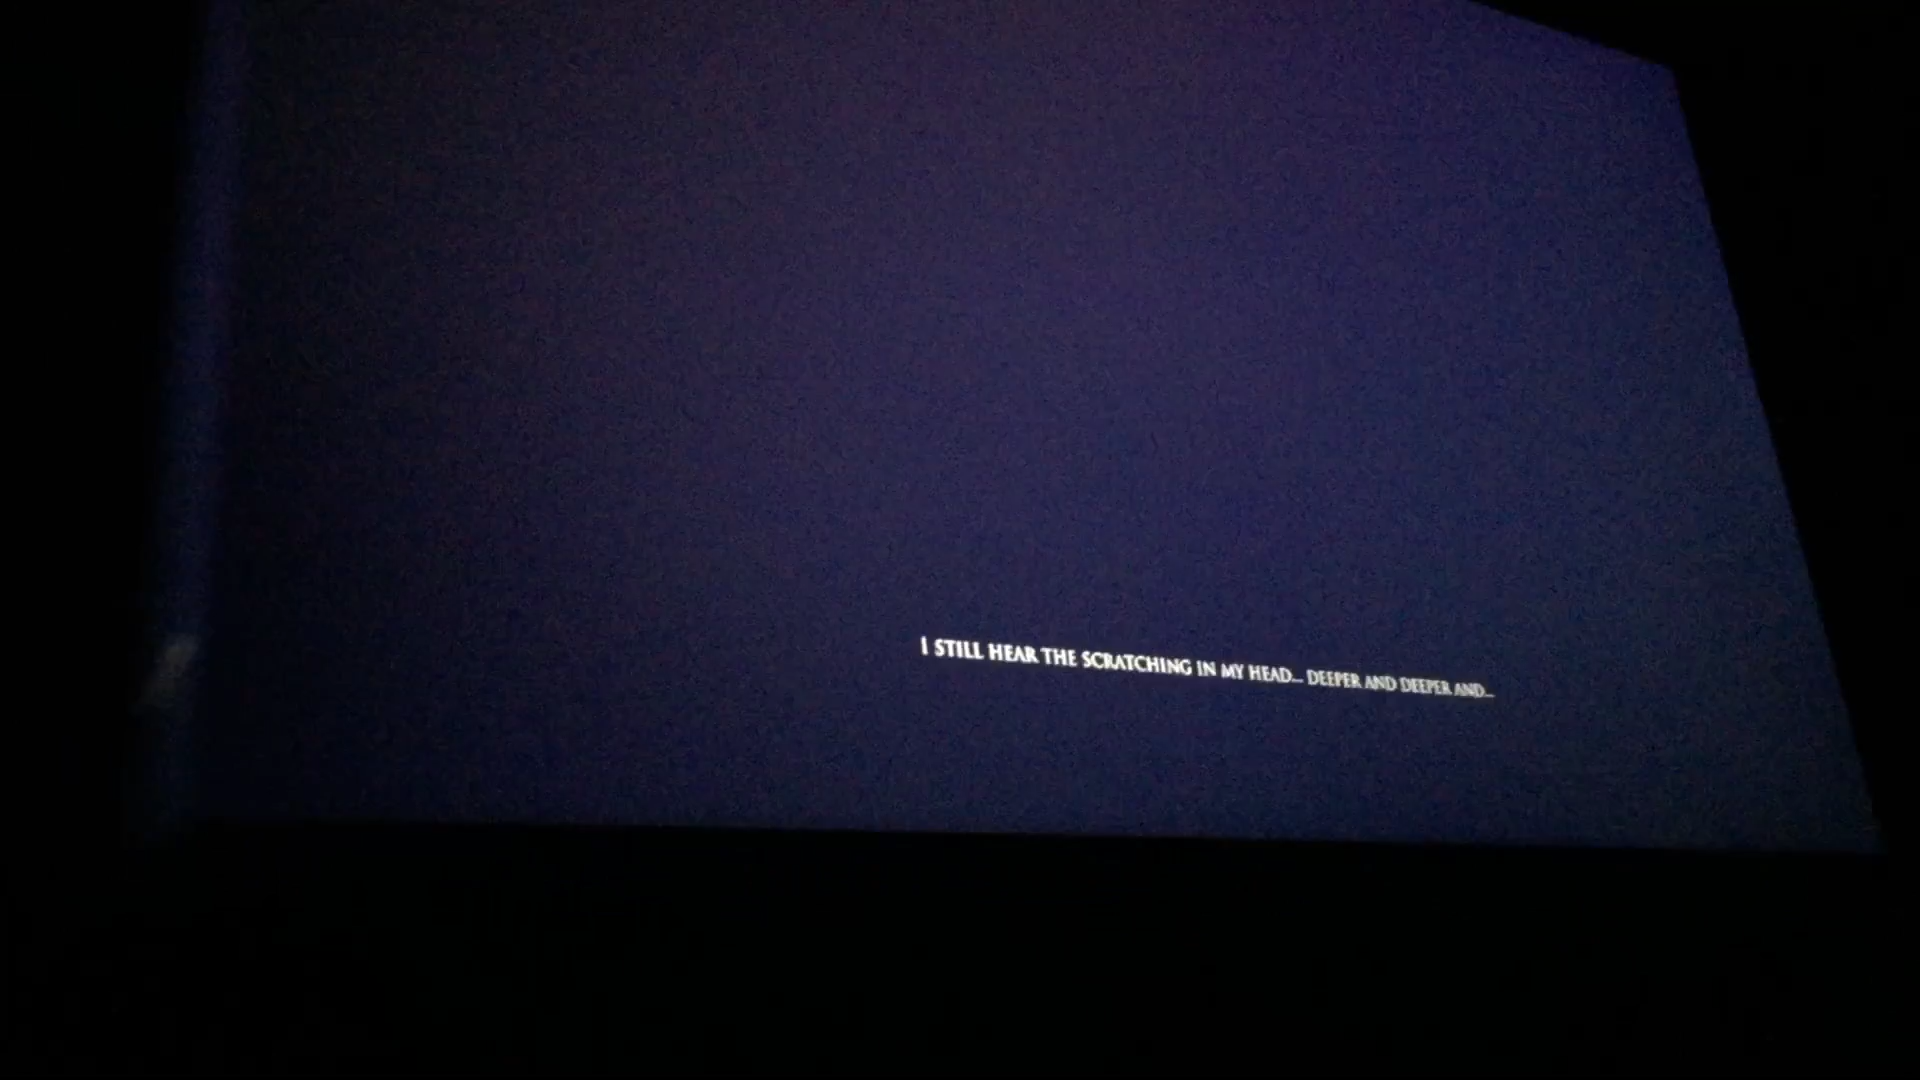 I STILL HEAR THE SCRATCHING IN MY HEAD... DEEPER AND DEEPER AND...